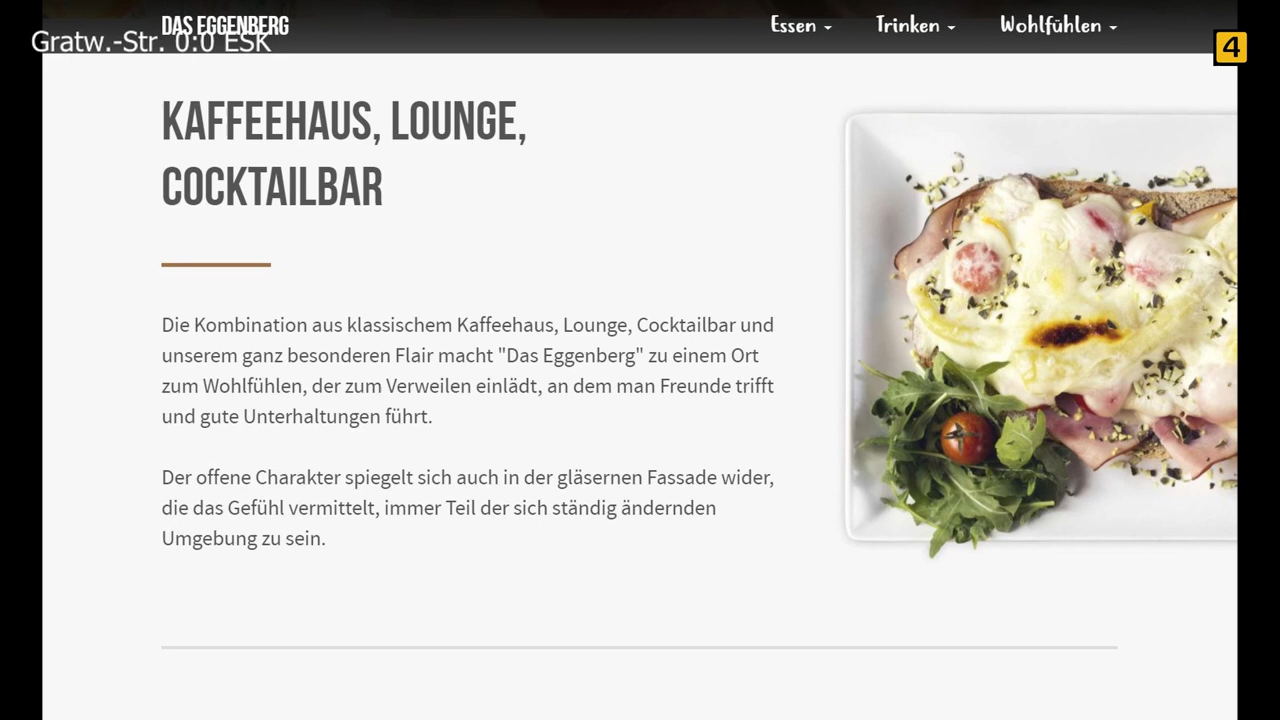 DAS EGGENBERG
Essen
Trinken
Wohlfühlen
Gratw.-Str. 0:0 ESK
4
KAFFEEHAUS, LOUNGE,
COCKTAILBAR
Die Kombination aus klassischem Kaffeehaus, Lounge, Cocktailbar und
unserem ganz besonderen Flair macht "Das Eggenberg" zu einem Ort
zum Wohlfühlen, der zum Verweilen einlädt, an dem man Freunde trifft
und gute Unterhaltungen führt.
Der offene Charakter spiegelt sich auch in der gläsernen Fassade wider,
die das Gefühl vermittelt, immer Teil der sich ständig ändernden
Umgebung zu sein.